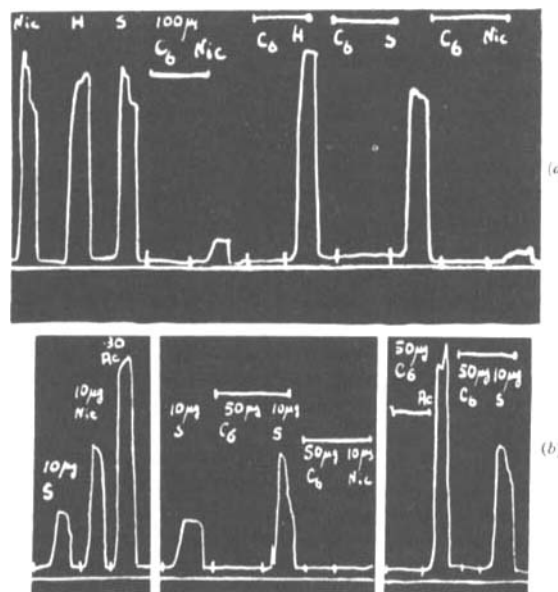 Nic H S 100µg C6 H C6 S C6 Nic
C6 Nic
(a
50µg
C6 Ac 50µg 10µg
C6 S
.30
Ac
10µg
Nic
10µg
S
10µg 50µg 10µg
S C6 S
50µg 10µg
C6 Nic
(b)